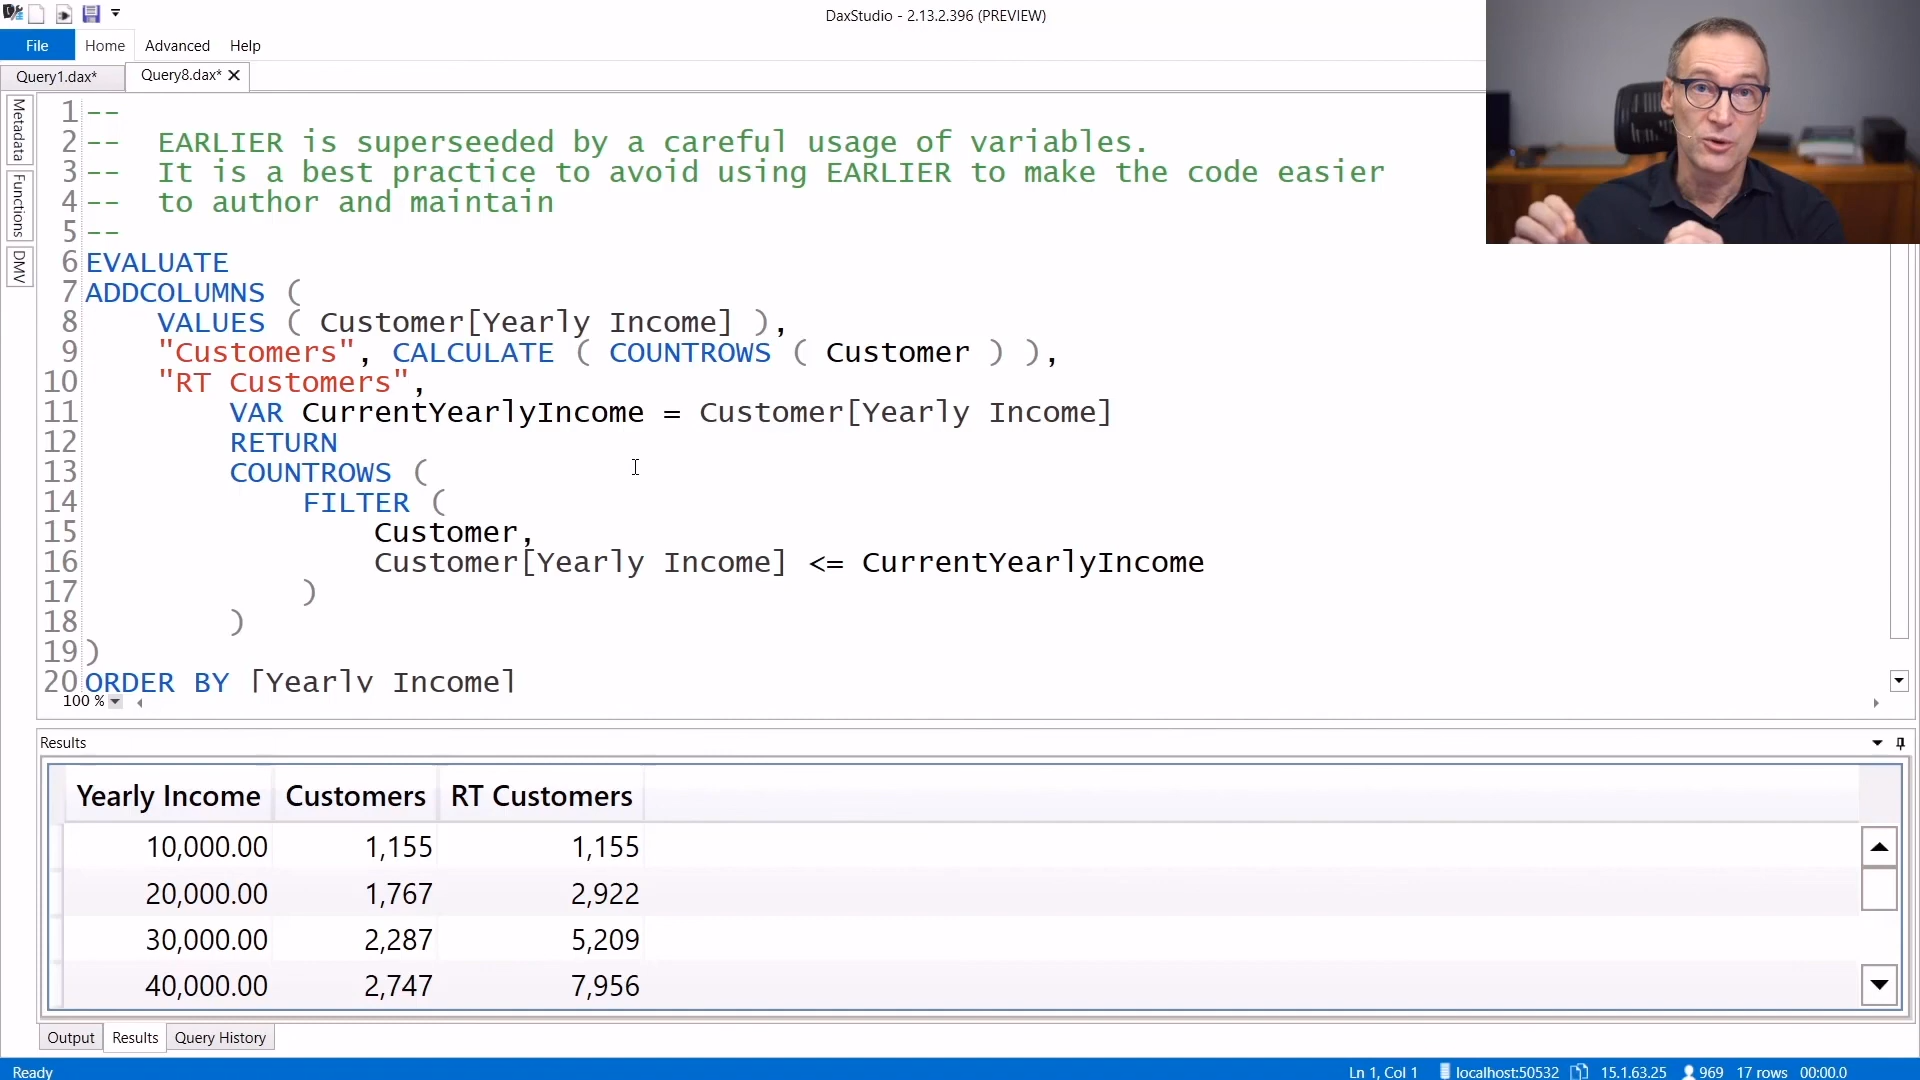 DaxStudio - 2.13.2.396 (PREVIEW)
File Home Advanced Help
Query1.dax* Query8.dax*
Metadata
Functions
DMV
1 --
2 -- EARLIER is superseeded by a careful usage of variables.
3 -- It is a best practice to avoid using EARLIER to make the code easier
4 -- to author and maintain
5 --
6 EVALUATE
7 ADDCOLUMNS (
8 VALUES ( Customer[Yearly Income] ),
9 "Customers", CALCULATE ( COUNTROWS ( Customer ) ),
10 "RT Customers",
11 VAR CurrentYearlyIncome = Customer[Yearly Income]
12 RETURN
13 COUNTROWS (
14 FILTER (
15 Customer,
16 Customer[Yearly Income] <= CurrentYearlyIncome
17 )
18 )
19 )
20 ORDER BY [Yearly Income]
100 %
Results
Yearly Income Customers RT Customers
10,000.00 1,155 1,155
20,000.00 1,767 2,922
30,000.00 2,287 5,209
40,000.00 2,747 7,956
Output Results Query History
Ready Ln 1, Col 1 localhost:50532 15.1.63.25 969 17 rows 00:00.0